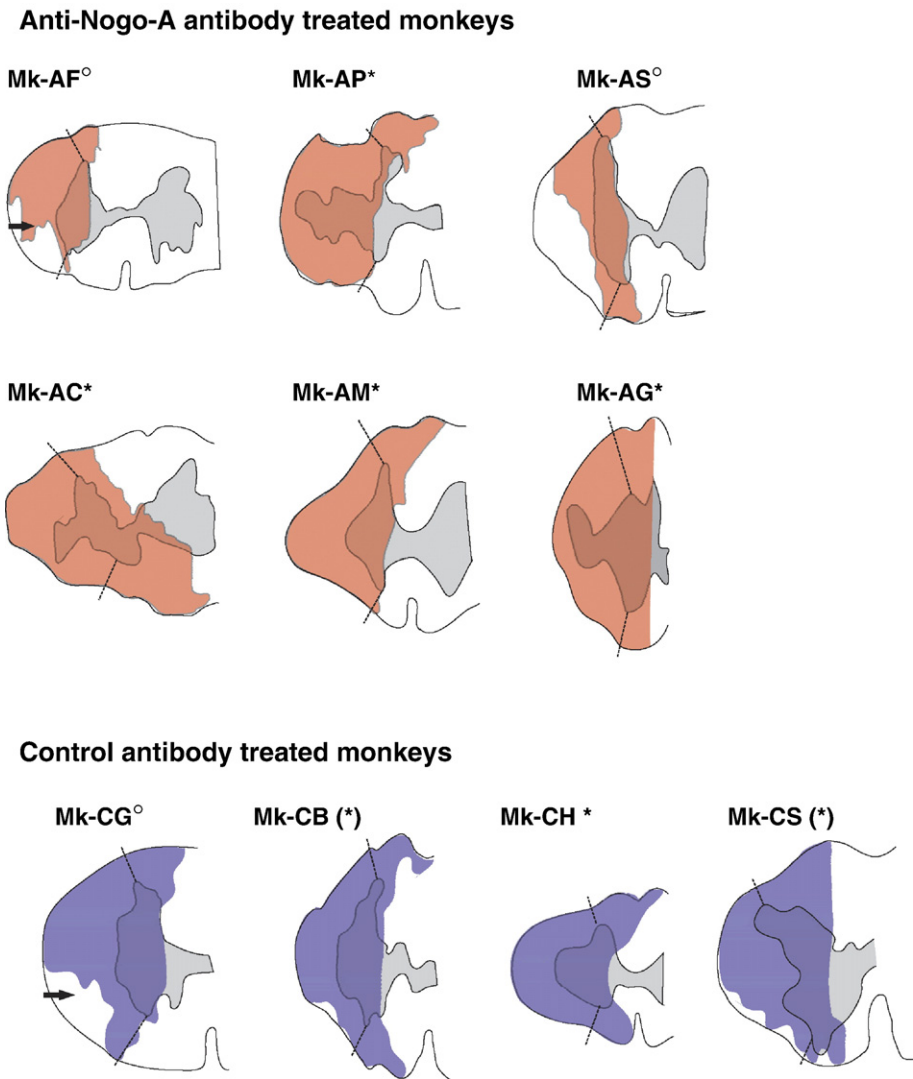 Anti-Nogo-A antibody treated monkeys
Mk-AF° Mk-AP* Mk-AS°
Mk-AC* Mk-AM* Mk-AG*
Control antibody treated monkeys
Mk-CG° Mk-CB (*) Mk-CH * Mk-CS (*)